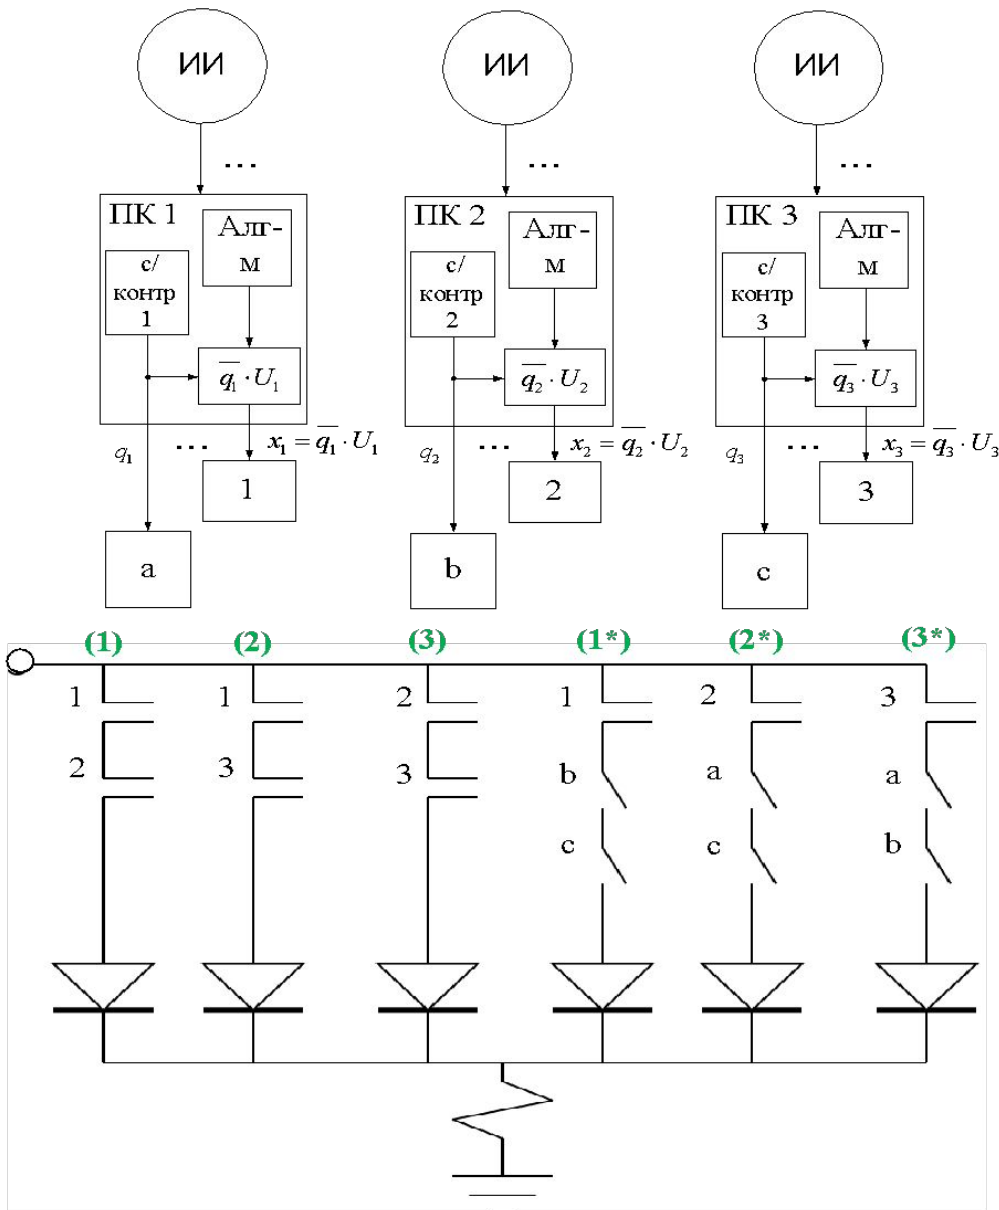 ИИ
ИИ
ИИ
...
...
...
ПК 1
Алг-
м
с/
контр
1
q̅₁ · U₁
ПК 2
Алг-
м
с/
контр
2
q̅₂ · U₂
ПК 3
Алг-
м
с/
контр
3
q̅₃ · U₃
q₁
...
x₁ = q̅₁ · U₁
q₂
...
x₂ = q̅₂ · U₂
q₃
...
x₃ = q̅₃ · U₃
1
2
3
a
b
c
(1)
(2)
(3)
(1*)
(2*)
(3*)
1
1
2
1
2
3
2
3
3
b
a
a
c
c
b